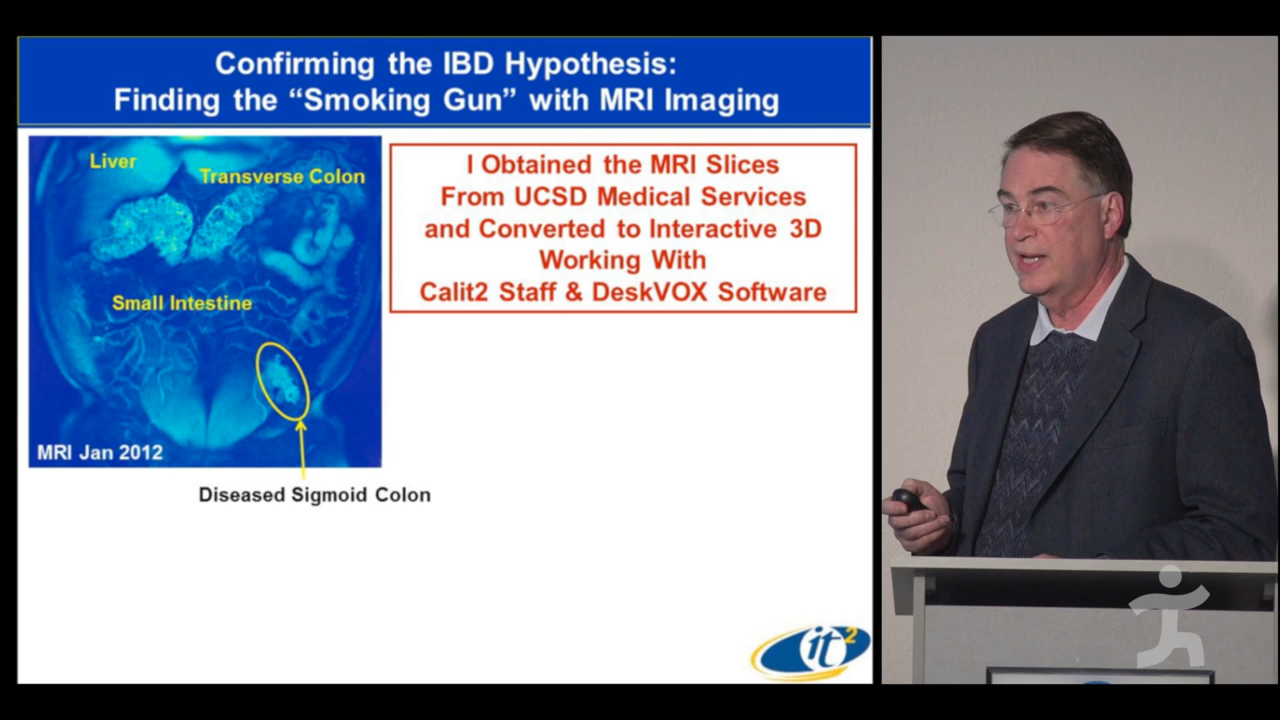 Confirming the IBD Hypothesis:
Finding the “Smoking Gun” with MRI Imaging
Liver
Transverse Colon
Small Intestine
MRI Jan 2012
Diseased Sigmoid Colon
I Obtained the MRI Slices
From UCSD Medical Services
and Converted to Interactive 3D
Working With
Calit2 Staff & DeskVOX Software
it2